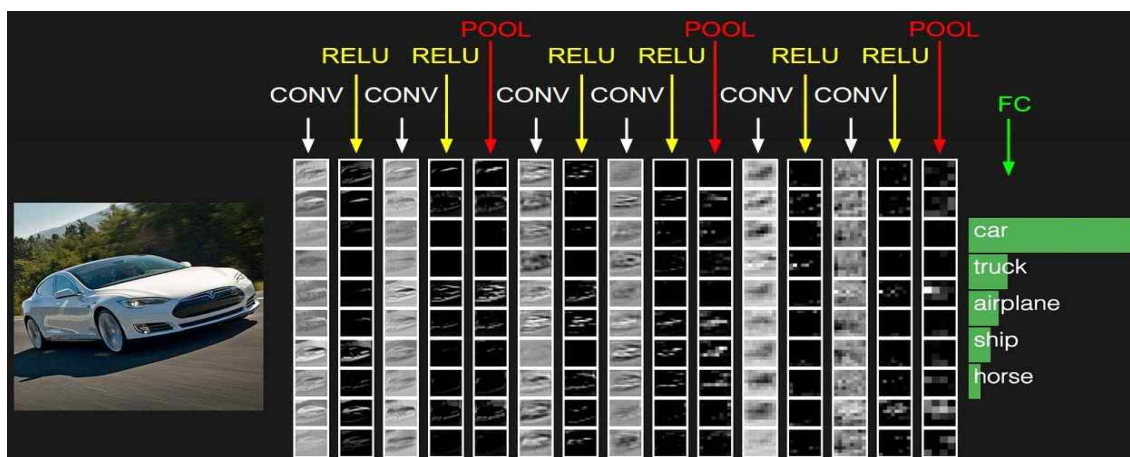 POOL POOL POOL
RELU RELU RELU RELU RELU RELU
CONV CONV CONV CONV CONV CONV
FC
car
truck
airplane
ship
horse